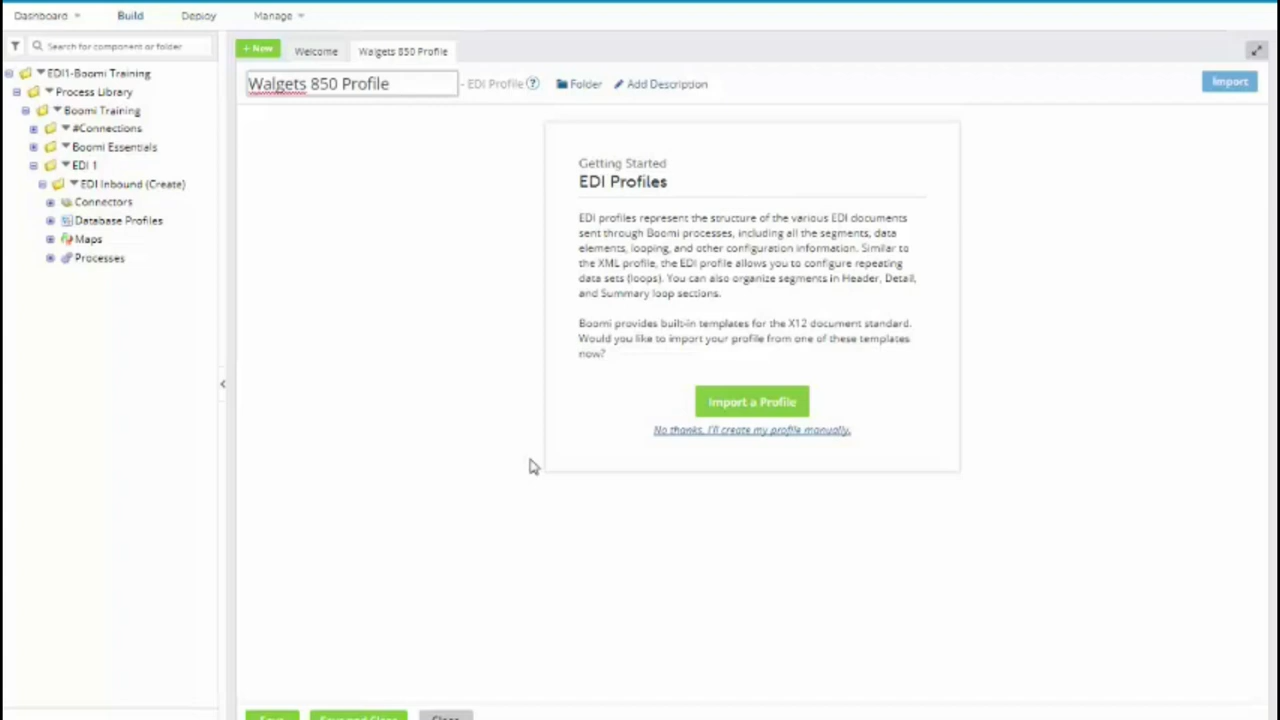 Dashboard Build Deploy Manage
Search for component or folder
+ New Welcome Walgets 850 Profile
EDI1-Boomi Training
Process Library
Boomi Training
#Connections
Boomi Essentials
EDI 1
EDI Inbound (Create)
Connectors
Database Profiles
Maps
Processes
Walgets 850 Profile - EDI Profile ? Folder Add Description Import
Getting Started
EDI Profiles
EDI profiles represent the structure of the various EDI documents
sent through Boomi processes, including all the segments, data
elements, looping, and other configuration information. Similar to
the XML profile, the EDI profile allows you to configure repeating
data sets (loops). You can also organize segments in Header, Detail,
and Summary loop sections.
Boomi provides built-in templates for the X12 document standard.
Would you like to import your profile from one of these templates
now?
Import a Profile
No thanks, I'll create my profile manually.
Save Save and Close Close